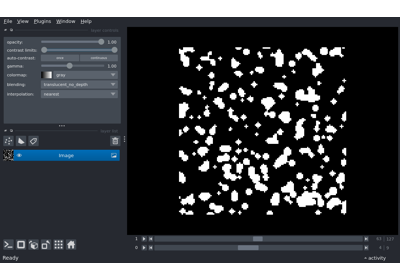 File View Plugins Window Help
opacity: 1.00
contrast limits:
auto-contrast: once continuous
gamma: 1.00
colormap: gray
blending: translucent_no_depth
interpolation: nearest
Image
1
0
Ready
activity